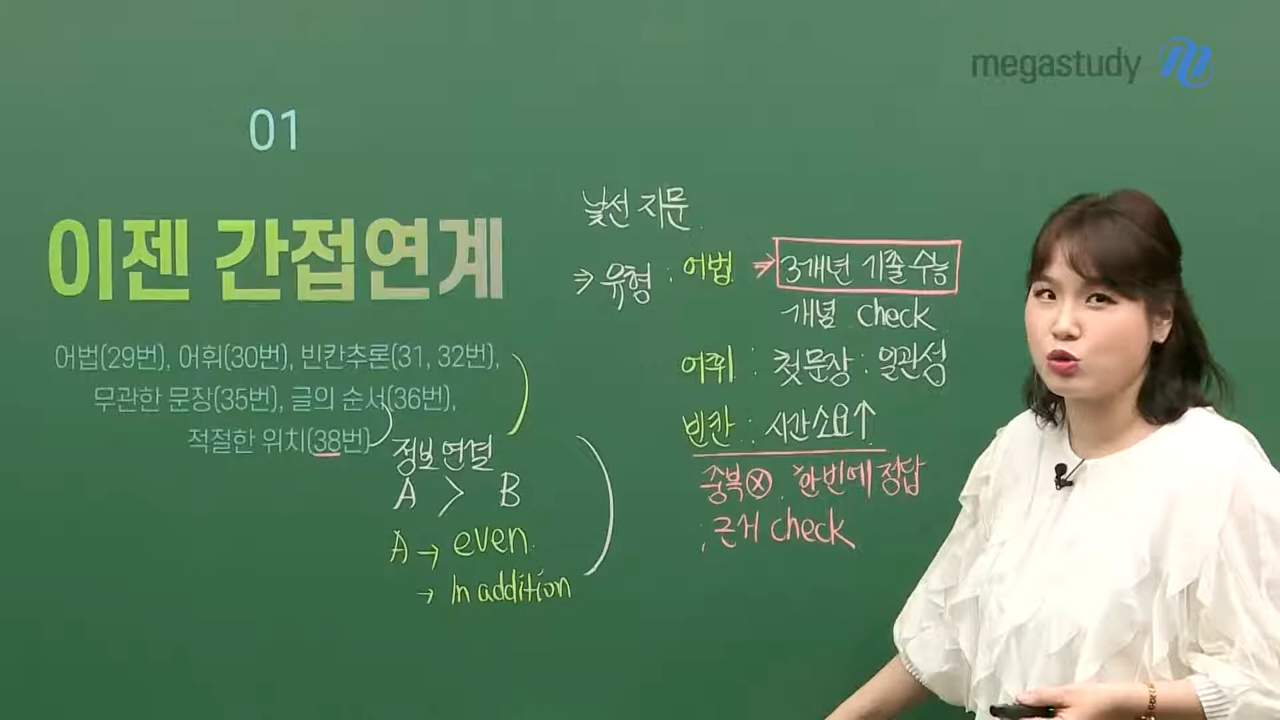 megastudy
01
이젠 간접연계
어법(29번), 어휘(30번), 빈칸추론(31, 32번),
무관한 문장(35번), 글의 순서(36번),
적절한 위치(38번)
정보연결
A > B
A → even.
→ In addition
낯선 지문.
⇒ 유형 : 어법 ⇒ 3개년 기출 수능
개념 check
어휘 : 첫문장 : 일관성
빈칸 : 시간소요↑
중복ⓧ. 한번에 정답
: 근거 check